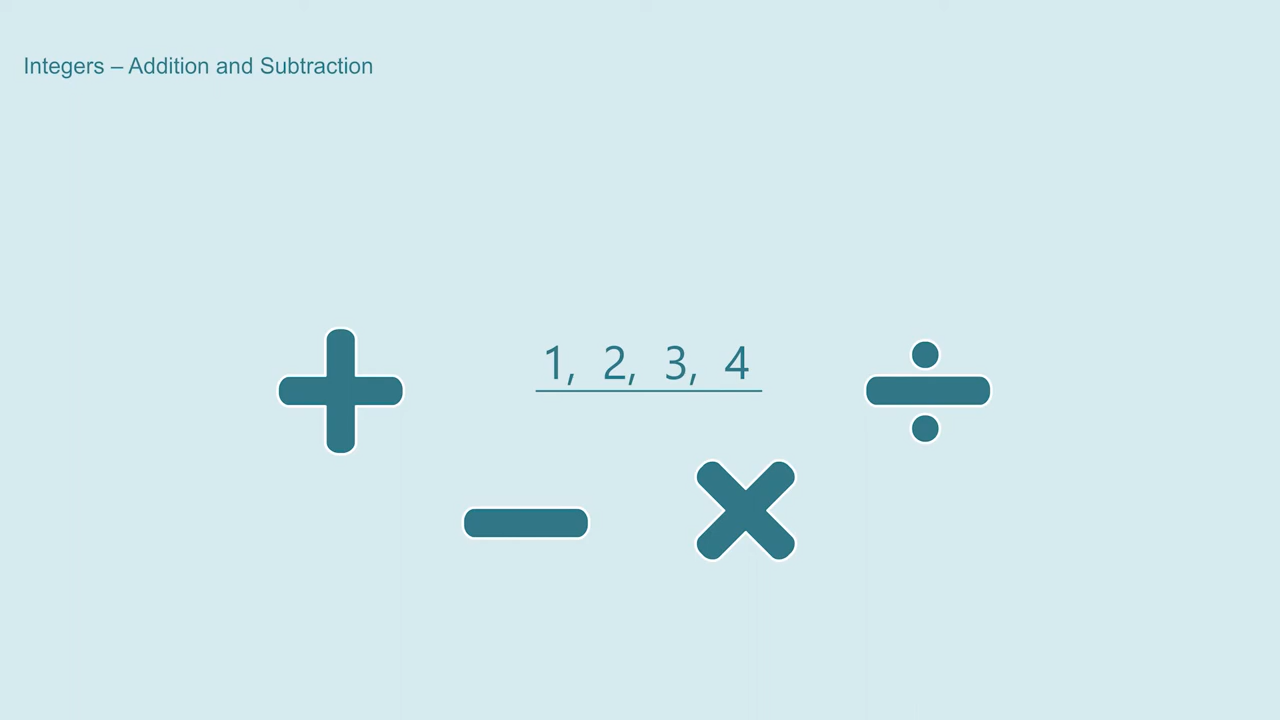 Integers – Addition and Subtraction
1, 2, 3, 4